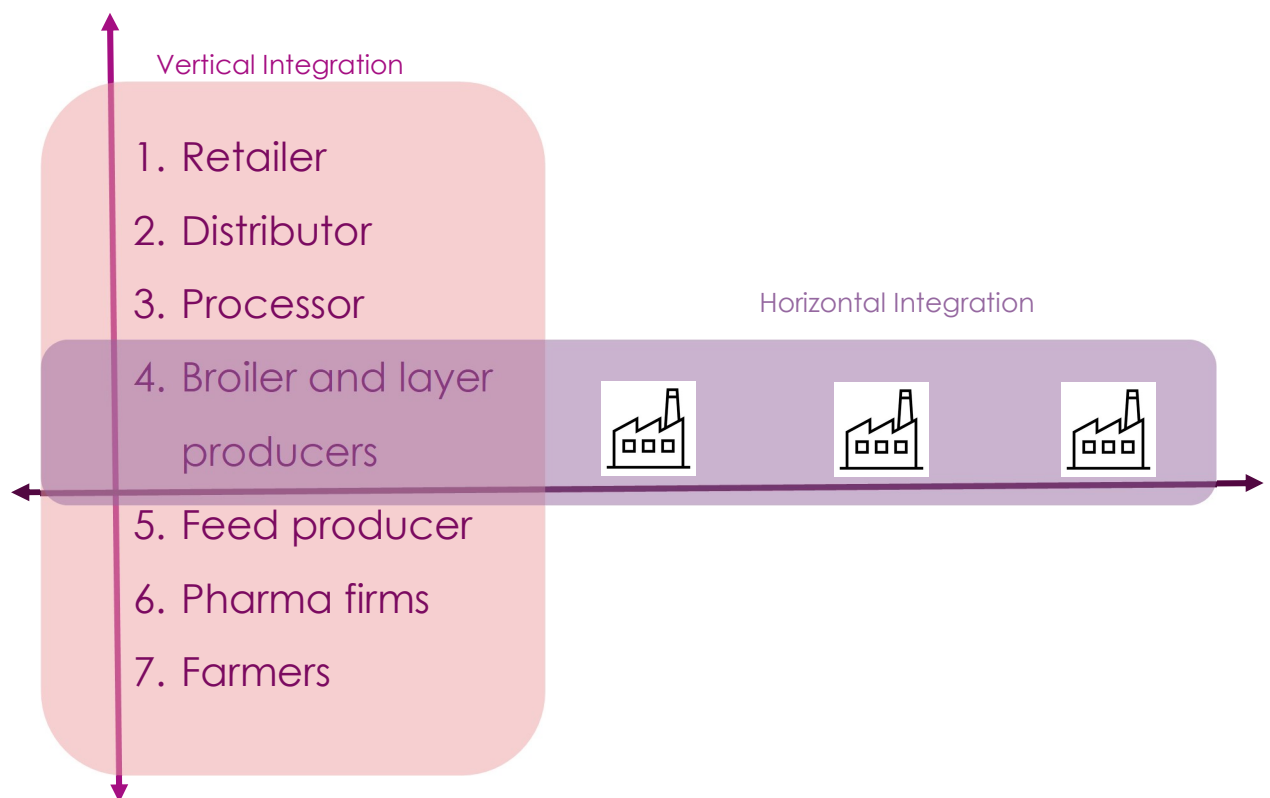 Vertical Integration
1. Retailer
2. Distributor
3. Processor
Horizontal Integration
4. Broiler and layer
producers
5. Feed producer
6. Pharma firms
7. Farmers